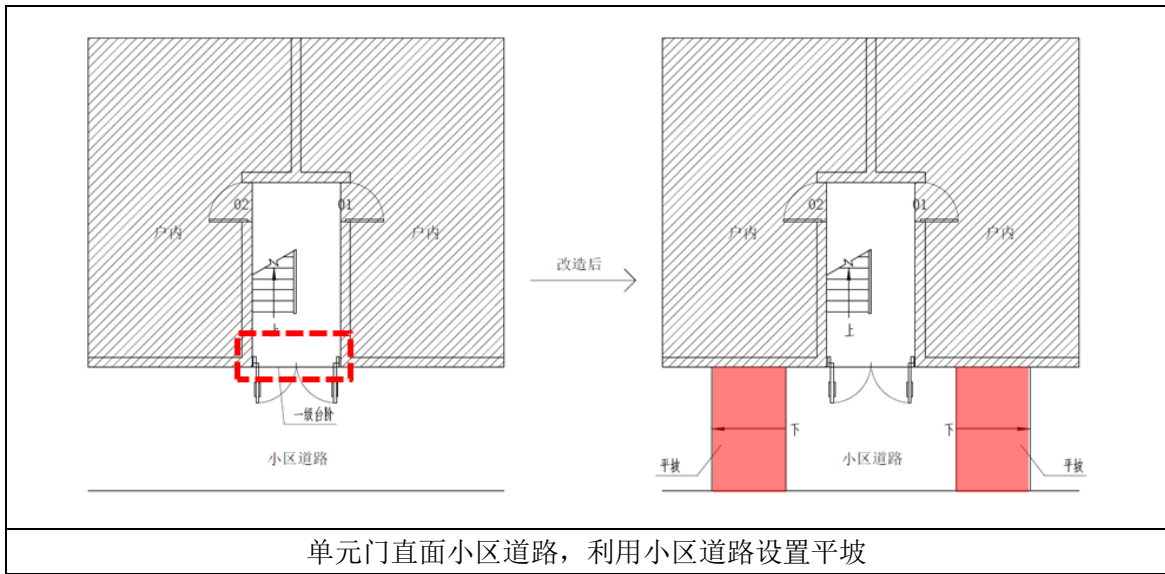 02
01
户内
户内
上
一级台阶
小区道路
改造后
02
01
户内
户内
上
下
下
平坡
小区道路
平坡
单元门直面小区道路，利用小区道路设置平坡